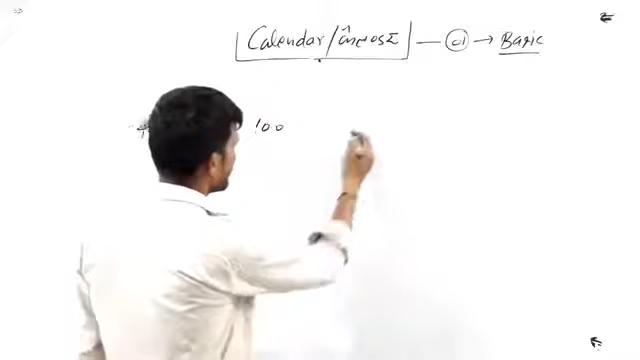 Calendar/ — 01 → Basic
100